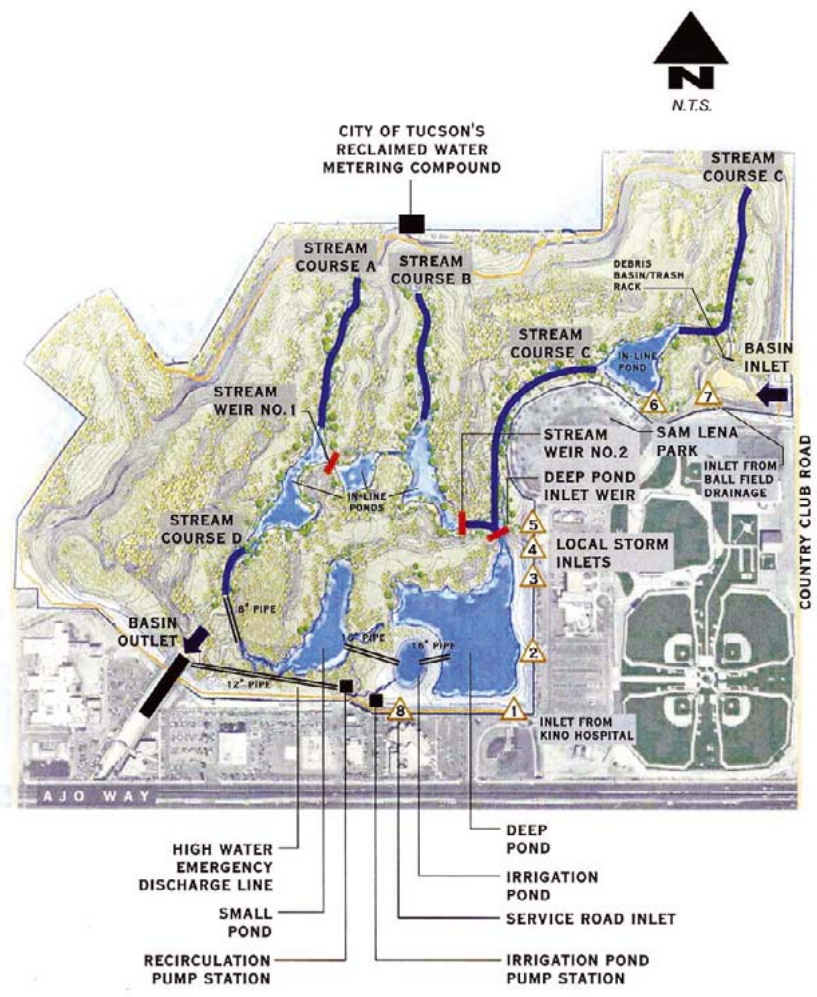 N
N.T.S.
CITY OF TUCSON'S
RECLAIMED WATER
METERING COMPOUND
STREAM
COURSE C
STREAM
COURSE A
STREAM
COURSE B
DEBRIS
BASIN/TRASH
RACK
STREAM
COURSE C
IN-LINE
POND
BASIN
INLET
STREAM
WEIR NO.1
6
7
STREAM
WEIR NO.2
SAM LENA
PARK
INLET FROM
BALL FIELD
DRAINAGE
DEEP POND
INLET WEIR
IN-LINE
PONDS
COUNTRY CLUB ROAD
STREAM
COURSE D
5
4
LOCAL STORM
INLETS
3
8" PIPE
BASIN
OUTLET
16" PIPE
16" PIPE
2
12" PIPE
8
1
INLET FROM
KINO HOSPITAL
AJO WAY
HIGH WATER
EMERGENCY
DISCHARGE LINE
DEEP
POND
IRRIGATION
POND
SMALL
POND
SERVICE ROAD INLET
RECIRCULATION
PUMP STATION
IRRIGATION POND
PUMP STATION